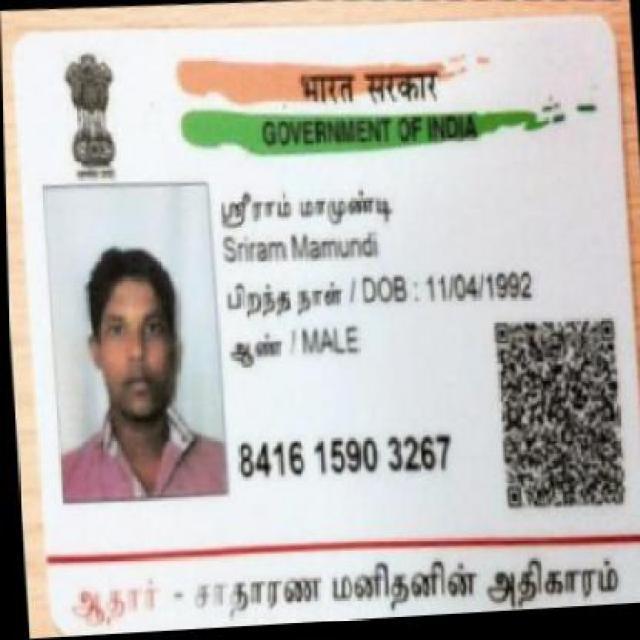 भारत सरकार
GOVERNMENT OF INDIA
ஸ்ரீராம் மாமுண்டி
Sriram Mamundi
பிறந்த நாள் / DOB : 11/04/1992
ஆண் / MALE
8416 1590 3267
ஆதார் - சாதாரண மனிதனின் அதிகாரம்